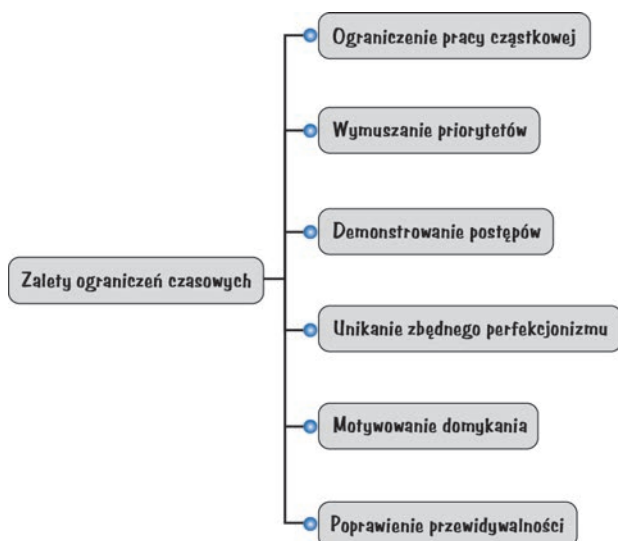 Ograniczenie pracy cząstkowej
Wymuszanie priorytetów
Demonstrowanie postępów
Zalety ograniczeń czasowych
Unikanie zbędnego perfekcjonizmu
Motywowanie domykania
Poprawienie przewidywalności